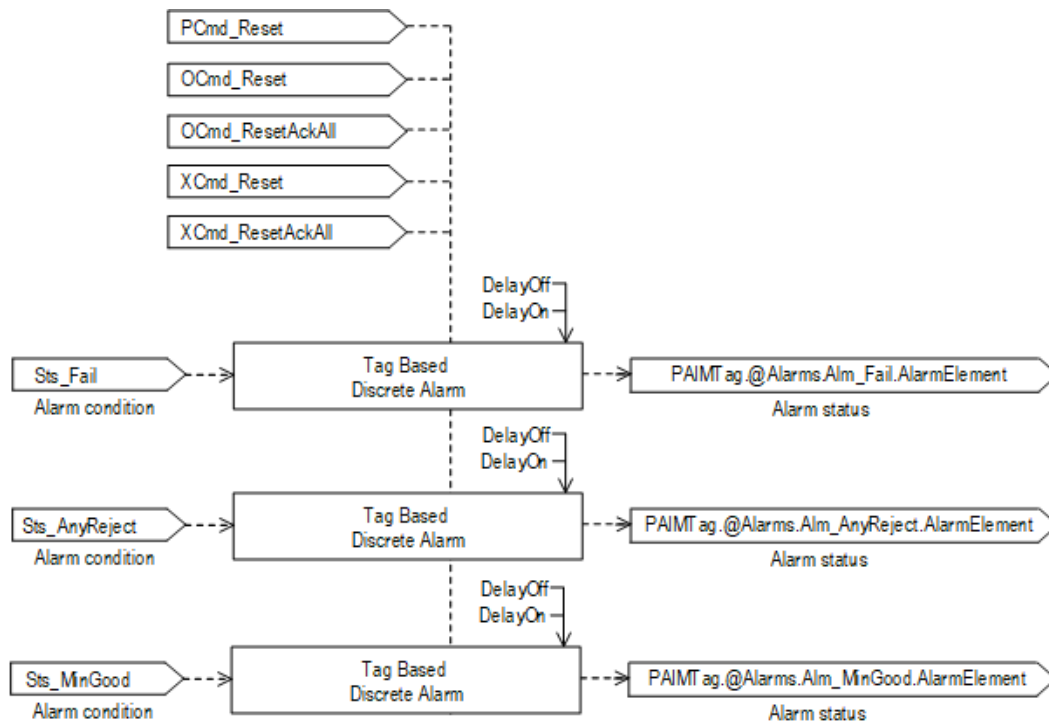 PCmd_Reset
OCmd_Reset
OCmd_ResetAckAll
XCmd_Reset
XCmd_ResetAckAll
DelayOff
DelayOn
Sts_Fail
Tag Based
Discrete Alarm
PAIMTag.@Alarms.Alm_Fail.AlarmElement
Alarm condition
Alarm status
DelayOff
DelayOn
Sts_AnyReject
Tag Based
Discrete Alarm
PAIMTag.@Alarms.Alm_AnyReject.AlarmElement
Alarm condition
Alarm status
DelayOff
DelayOn
Sts_MinGood
Tag Based
Discrete Alarm
PAIMTag.@Alarms.Alm_MinGood.AlarmElement
Alarm condition
Alarm status